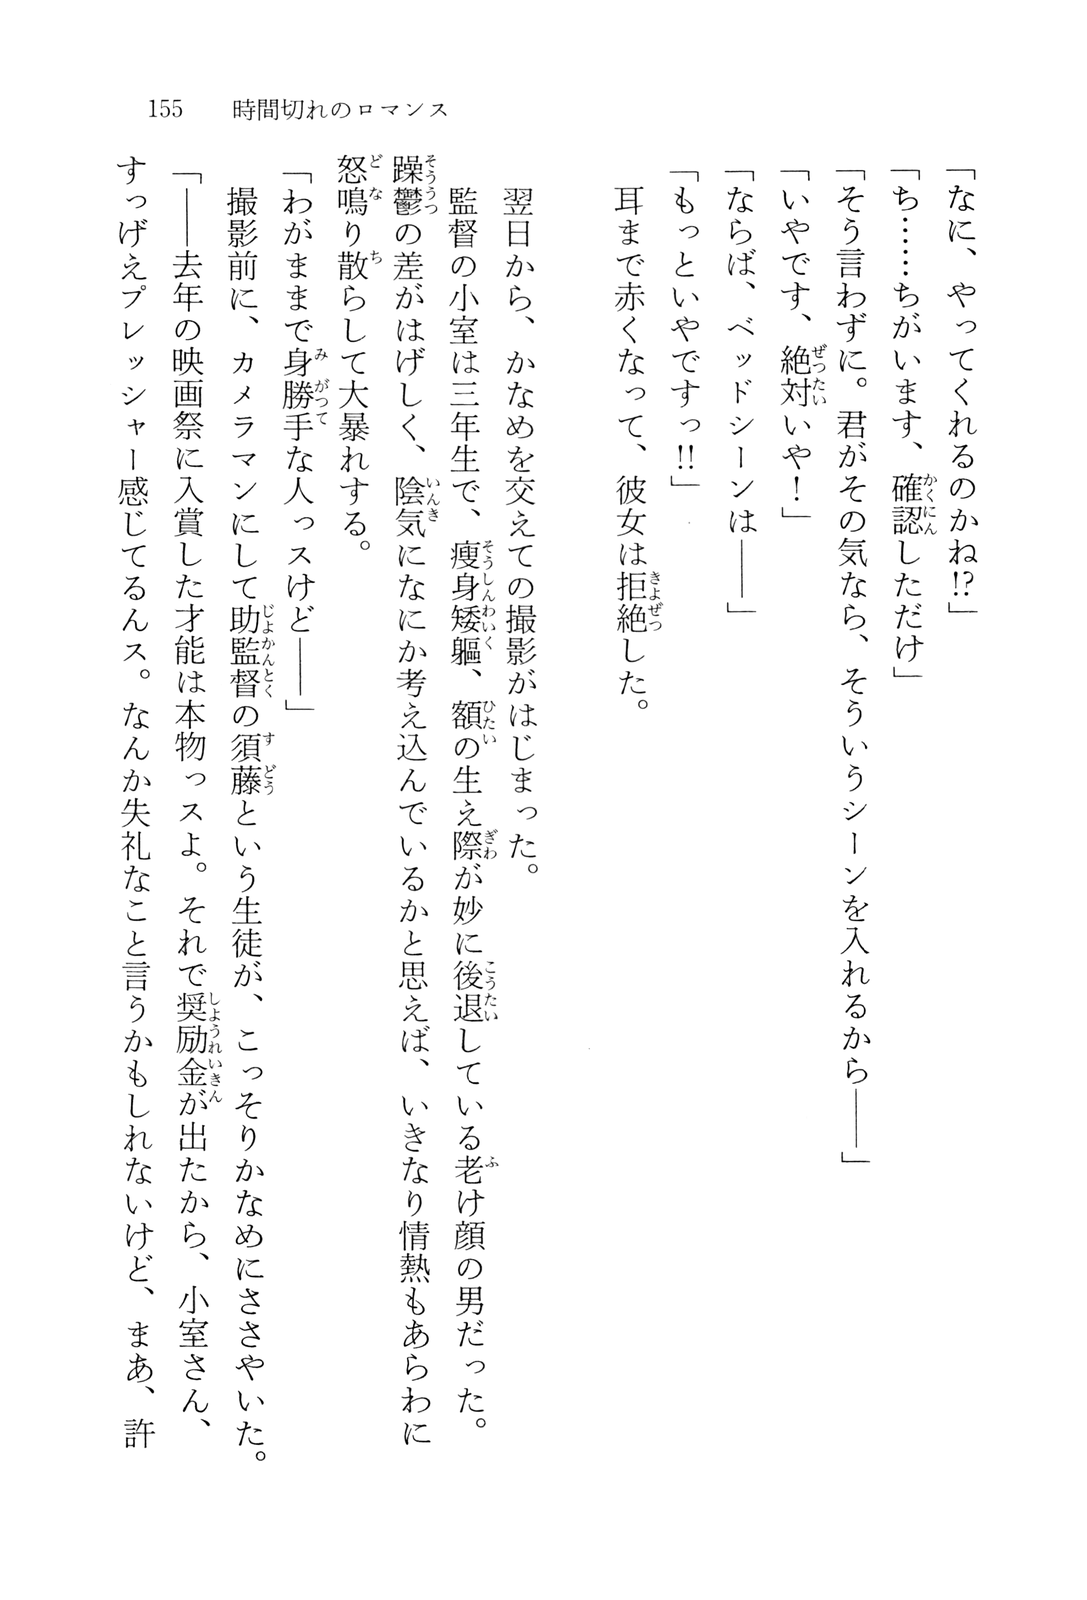 155　時間切れのロマンス
「なに、やってくれるのかね!?」
「ち……ちがいます、確認しただけ」
「そう言わずに。君がその気なら、そういうシーンを入れるから――」
「いやです、絶対いや！」
「ならば、ベッドシーンは――」
「もっといやですっ!!」
耳まで赤くなって、彼女は拒絶した。
翌日から、かなめを交えての撮影がはじまった。
監督の小室は三年生で、痩身矮軀、額の生え際が妙に後退している老け顔の男だった。
躁鬱の差がはげしく、陰気になにか考え込んでいるかと思えば、いきなり情熱もあらわに
怒鳴り散らして大暴れする。
「わがままで身勝手な人っスけど――」
撮影前に、カメラマンにして助監督の須藤という生徒が、こっそりかなめにささやいた。
「――去年の映画祭に入賞した才能は本物っスよ。それで奨励金が出たから、小室さん、
すっげえプレッシャー感じてるんス。なんか失礼なこと言うかもしれないけど、まあ、許